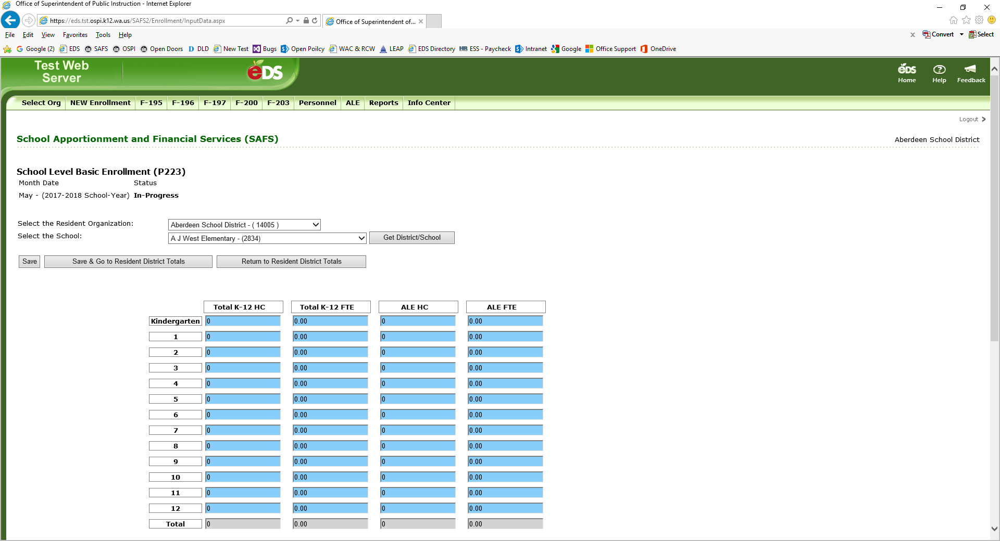 Office of Superintendent of Public Instruction - Internet Explorer
https://eds.tst.ospi.k12.wa.us/SAFS2/Enrollment/InputData.aspx
Office of Superintendent of...
File Edit View Favorites Tools Help
x Convert Select
Google (2) EDS SAFS OSPI Open Doors D DLD New Test Bugs Open Poilcy WAC & RCW LEAP EDS Directory ESS - Paycheck Intranet Google Office Support OneDrive
Test Web
Server
eDS
eDS
Home Help Feedback
Select Org NEW Enrollment F-195 F-196 F-197 F-200 F-203 Personnel ALE Reports Info Center
Logout
School Apportionment and Financial Services (SAFS)
Aberdeen School District
School Level Basic Enrollment (P223)
Month Date Status
May - (2017-2018 School-Year) In-Progress
Select the Resident Organization: Aberdeen School District - ( 14005 )
Select the School: A J West Elementary - (2834) Get District/School
Save Save & Go to Resident District Totals Return to Resident District Totals
Total K-12 HC Total K-12 FTE ALE HC ALE FTE
Kindergarten 0 0.00 0 0.00
1 0 0.00 0 0.00
2 0 0.00 0 0.00
3 0 0.00 0 0.00
4 0 0.00 0 0.00
5 0 0.00 0 0.00
6 0 0.00 0 0.00
7 0 0.00 0 0.00
8 0 0.00 0 0.00
9 0 0.00 0 0.00
10 0 0.00 0 0.00
11 0 0.00 0 0.00
12 0 0.00 0 0.00
Total 0 0.00 0 0.00